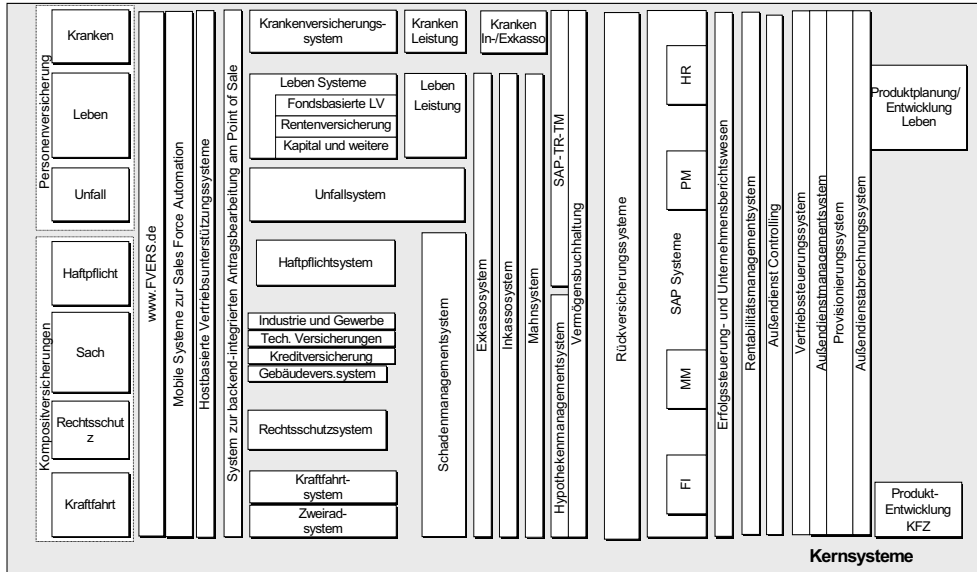 Personenversicherung
Kranken
Leben
Unfall
Kompositversicherungen
Haftpflicht
Sach
Rechtsschut
z
Kraftfahrt
www.FVERS.de
Mobile Systeme zur Sales Force Automation
Hostbasierte Vertriebsunterstützungssysteme
System zur backend-integrierten Antragsbearbeitung am Point of Sale
Krankenversicherungs-
system
Kranken
Leistung
Kranken
In-/Exkasso
Leben Systeme
Fondsbasierte LV
Rentenversicherung
Kapital und weitere
Leben
Leistung
Unfallsystem
Haftpflichtsystem
Industrie und Gewerbe
Tech. Versicherungen
Kreditversicherung
Gebäudevers.system
Rechtsschutzsystem
Kraftfahrt-
system
Zweirad-
system
Schadenmanagementsystem
Exkassosystem
Inkassosystem
Mahnsystem
SAP-TR-TM
Hypothekenmanagementsystem
Vermögensbuchhaltung
Rückversicherungssysteme
SAP Systeme
HR
PM
MM
FI
Erfolgssteuerung- und Unternehmensberichtswesen
Rentabilitätsmanagementsystem
Außendienst Controlling
Vertriebssteuerungssystem
Außendienstmanagementsystem
Provisionierungssystem
Außendienstabrechnungssystem
Produktplanung/
Entwicklung
Leben
Produkt-
Entwicklung
KFZ
Kernsysteme